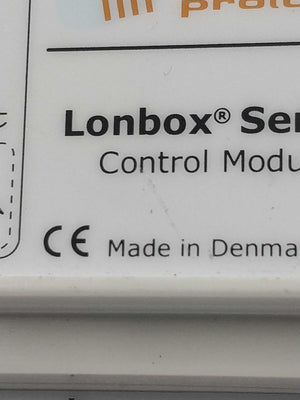 Lonbox® Ser
Control Modu
CE Made in Denma